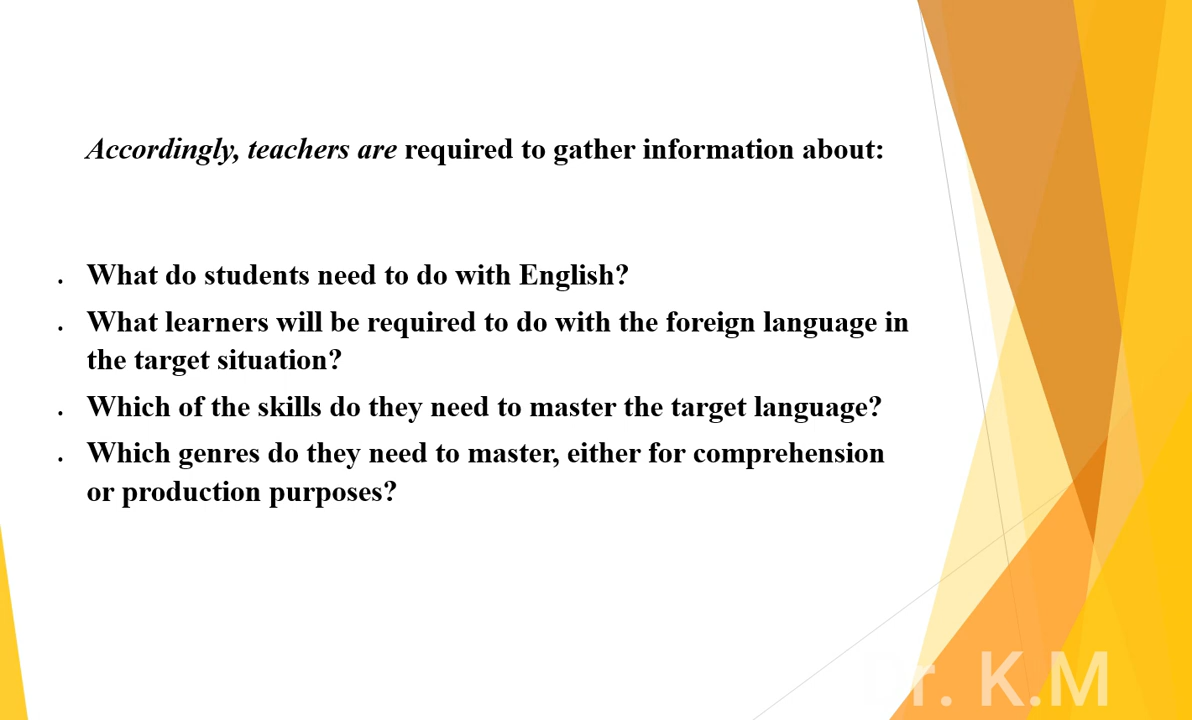 Accordingly, teachers are required to gather information about:
. What do students need to do with English?
. What learners will be required to do with the foreign language in
the target situation?
. Which of the skills do they need to master the target language?
. Which genres do they need to master, either for comprehension
or production purposes?
Dr. K.M